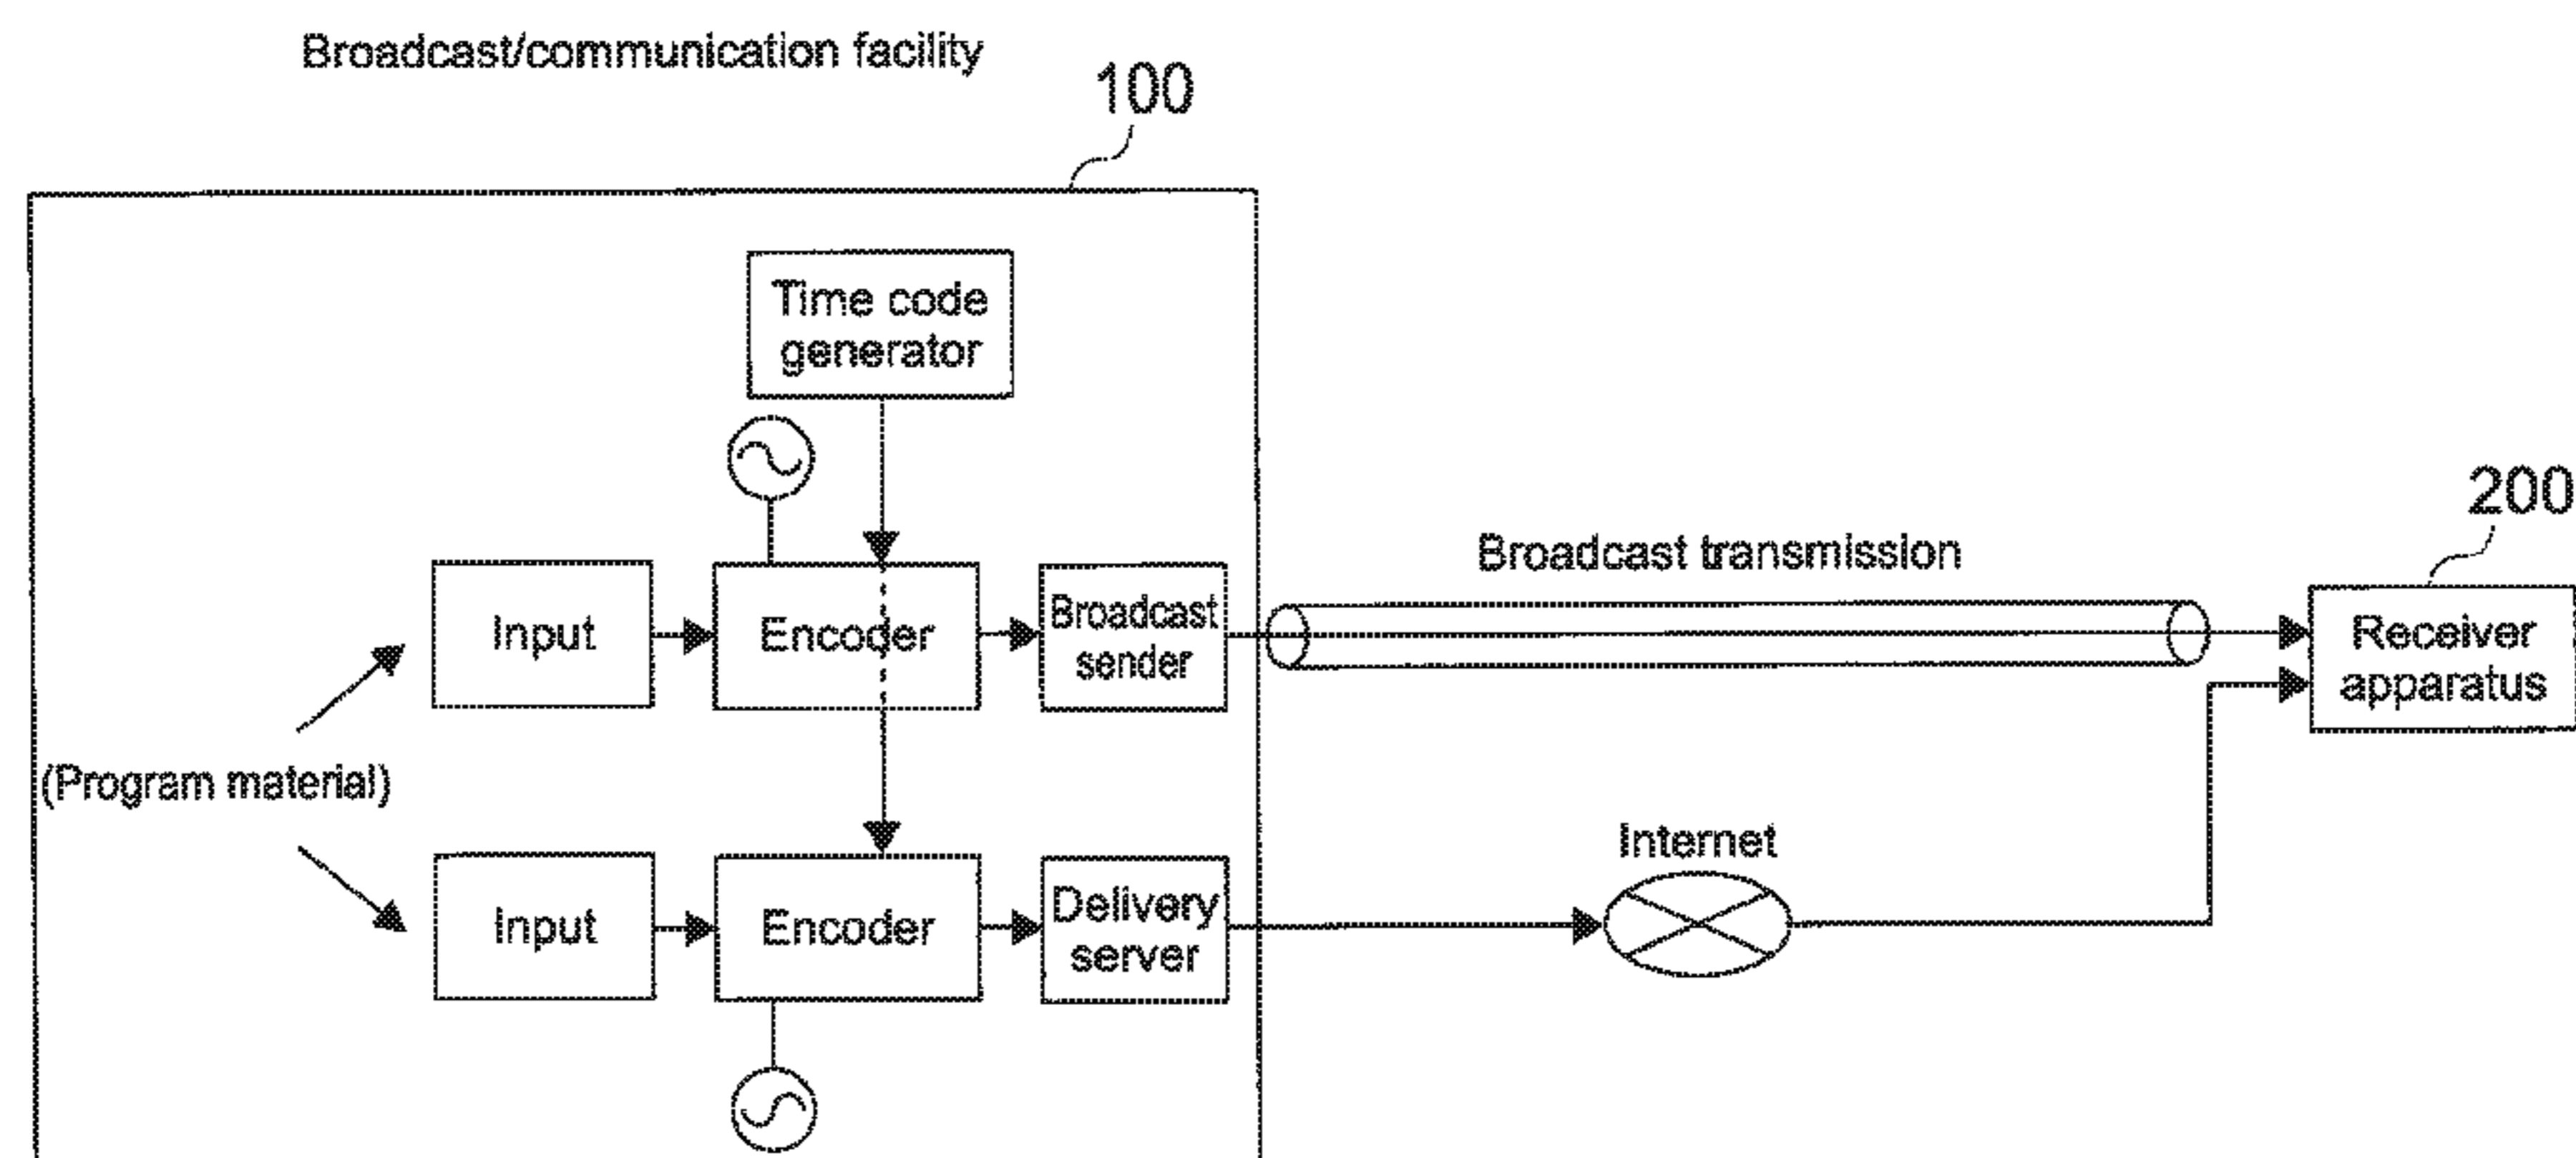 Broadcast/communication facility
100
Time code
generator
200
Broadcast transmission
Input
Encoder
Broadcast
sender
Receiver
apparatus
(Program material)
Internet
Input
Encoder
Delivery
server